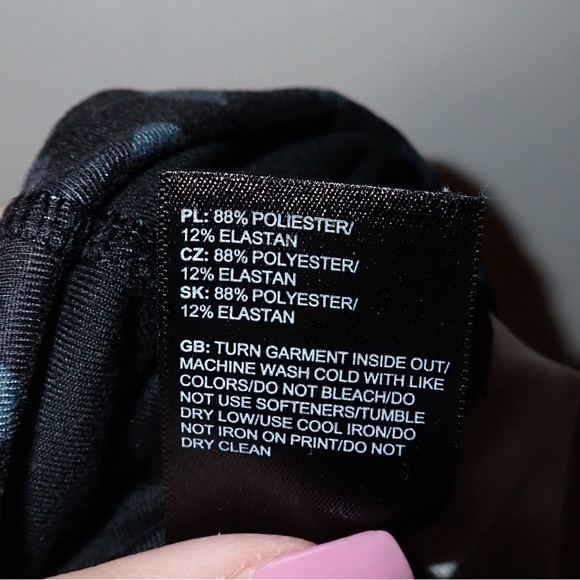 PL: 88% POLIESTER/
12% ELASTAN
CZ: 88% POLYESTER/
12% ELASTAN
SK: 88% POLYESTER/
12% ELASTAN
GB: TURN GARMENT INSIDE OUT/
MACHINE WASH COLD WITH LIKE
COLORS/DO NOT BLEACH/DO
NOT USE SOFTENERS/TUMBLE
DRY LOW/USE COOL IRON/DO
NOT IRON ON PRINT/DO NOT
DRY CLEAN